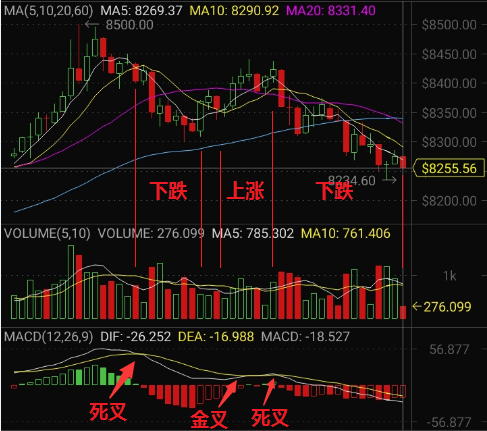 MA(5,10,20,60) MA5: 8269.37 MA10: 8290.92 MA20: 8331.40
8500.00
$8500.00
$8450.00
$8400.00
$8350.00
$8300.00
下跌 上涨 下跌
$8255.56
8234.60
$8200.00
VOLUME(5,10) VOLUME: 276.099 MA5: 785.302 MA10: 761.406
1k
276.099
MACD(12,26,9) DIF: -26.252 DEA: -16.988 MACD: -18.527
56.877
死叉 金叉 死叉
-56.877